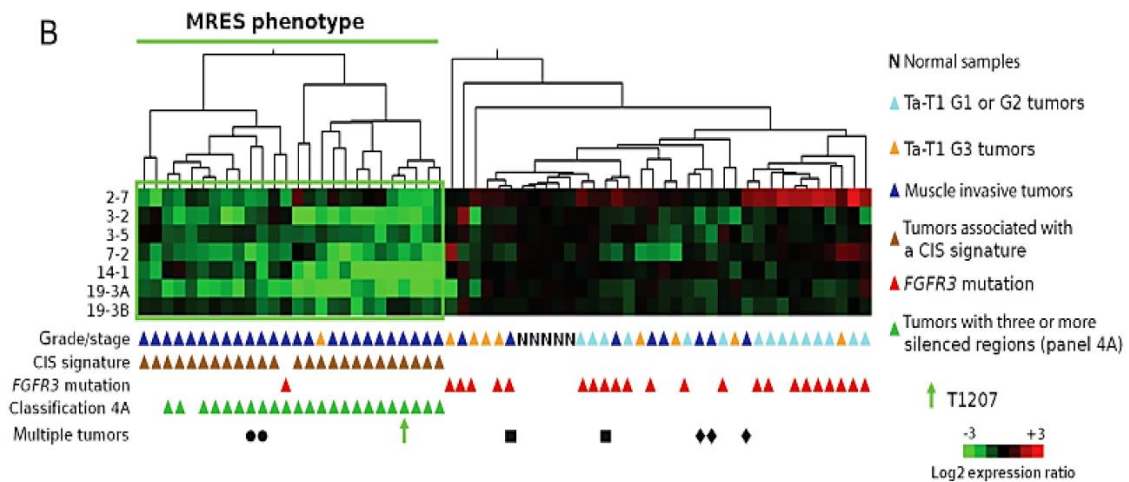 B
MRES phenotype
2-7
3-2
3-5
7-2
14-1
19-3A
19-3B
Grade/stage
NNNNN
CIS signature
FGFR3 mutation
Classification 4A
Multiple tumors
N Normal samples
Ta-T1 G1 or G2 tumors
Ta-T1 G3 tumors
Muscle invasive tumors
Tumors associated with
a CIS signature
FGFR3 mutation
Tumors with three or more
silenced regions (panel 4A)
T1207
-3 +3
Log2 expression ratio